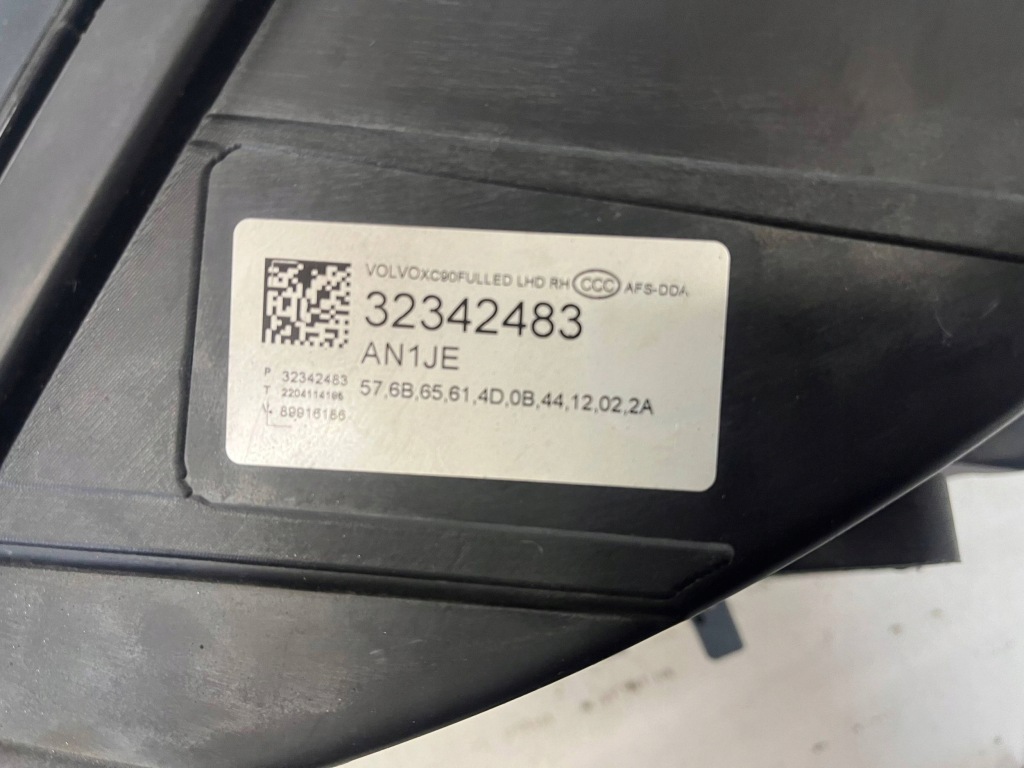 VOLVOXC90FULLED LHD RH CCC AFS-DDA
32342483
AN1JE
57,6B,65,61,4D,0B,44,12,02,2A
P 32342483
T 2204114195
V 89916186